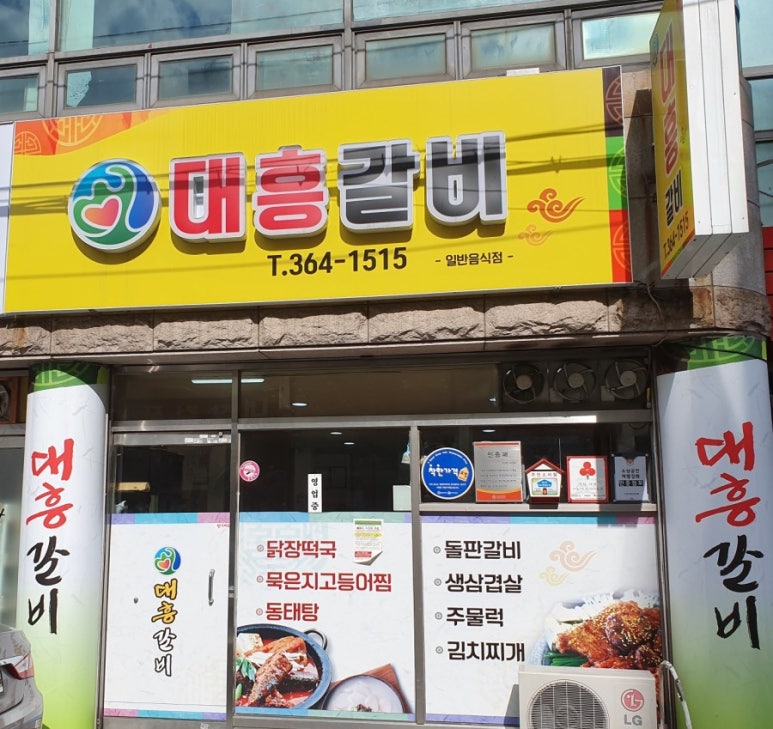 대흥갈비
T.364-1515
- 일반음식점 -
대흥갈비
T.364-1515
대흥갈비
착한가격
인증패
영업중
닭장떡국
묵은지고등어찜
동태탕
돌판갈비
생삼겹살
주물럭
김치찌개
대흥갈비
대흥갈비
LG